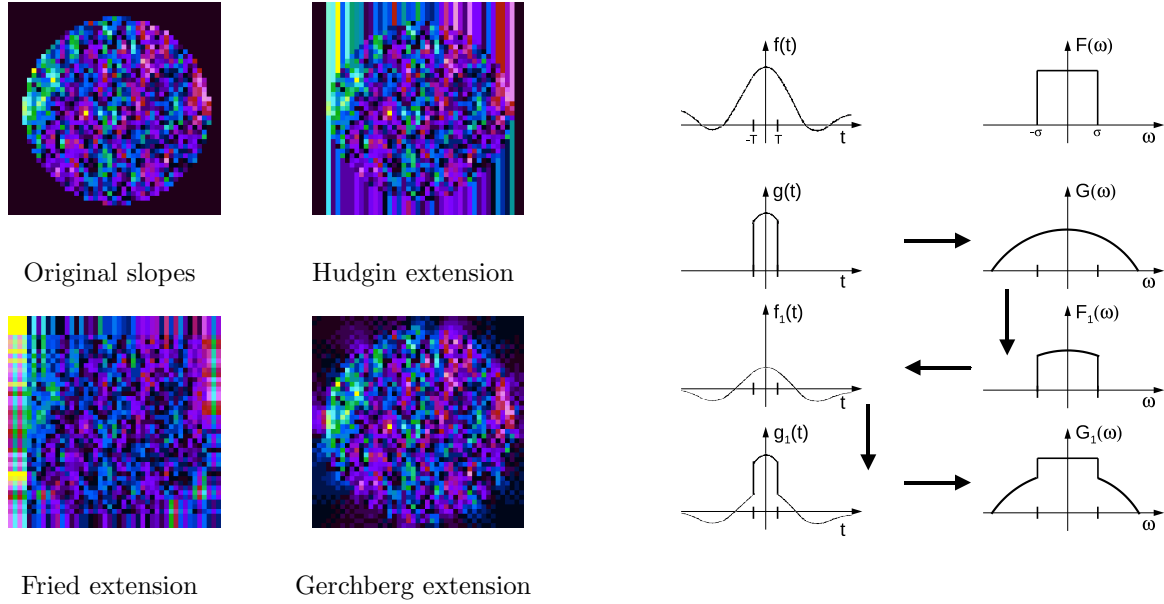 Original slopes
Hudgin extension
Fried extension
Gerchberg extension
f(t)
-T T t
F(ω)
-σ σ ω
g(t)
t
G(ω)
ω
f₁(t)
t
F₁(ω)
ω
g₁(t)
t
G₁(ω)
ω